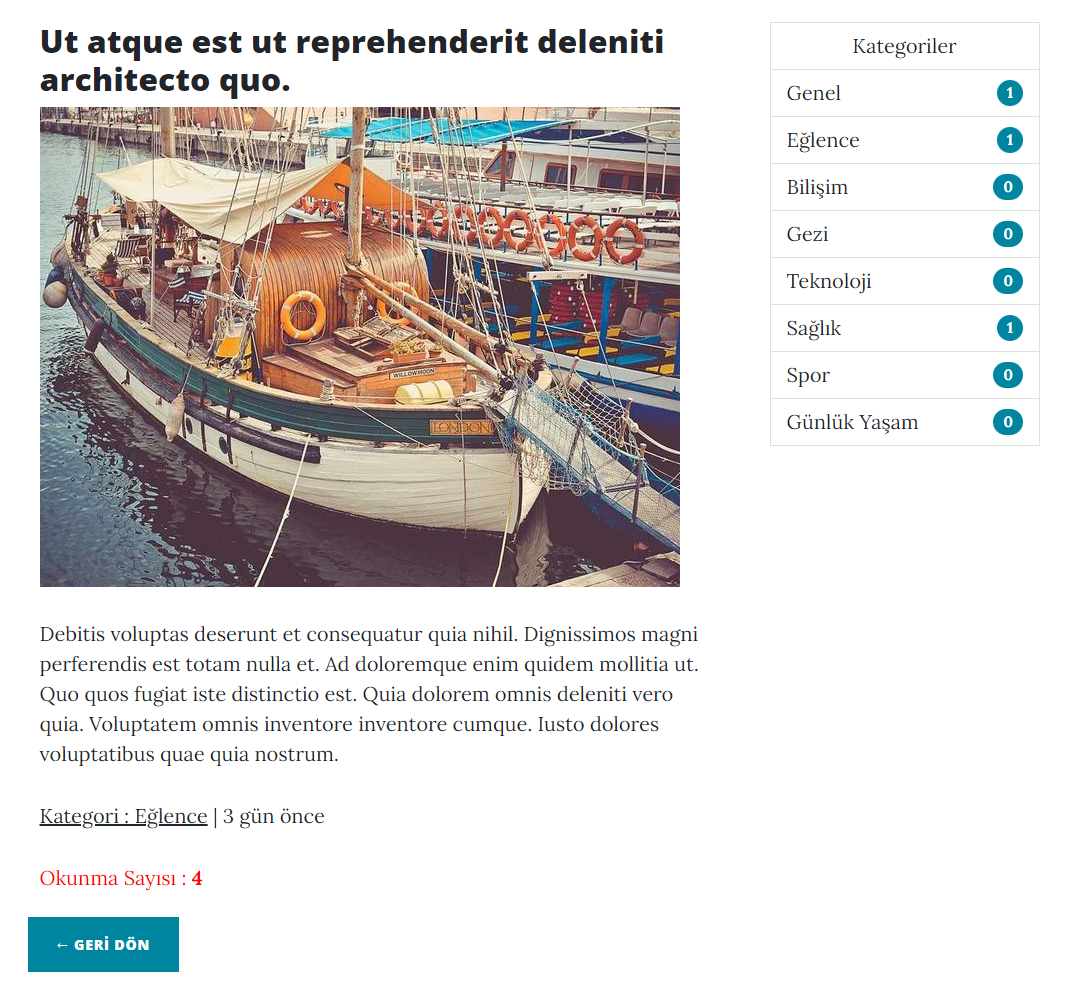 Ut atque est ut reprehenderit deleniti
architecto quo.
WILLOWMOON
LONDON
Debitis voluptas deserunt et consequatur quia nihil. Dignissimos magni
perferendis est totam nulla et. Ad doloremque enim quidem mollitia ut.
Quo quos fugiat iste distinctio est. Quia dolorem omnis deleniti vero
quia. Voluptatem omnis inventore inventore cumque. Iusto dolores
voluptatibus quae quia nostrum.
Kategori : Eğlence | 3 gün önce
Okunma Sayısı : 4
← GERİ DÖN
Kategoriler
Genel 1
Eğlence 1
Bilişim 0
Gezi 0
Teknoloji 0
Sağlık 1
Spor 0
Günlük Yaşam 0